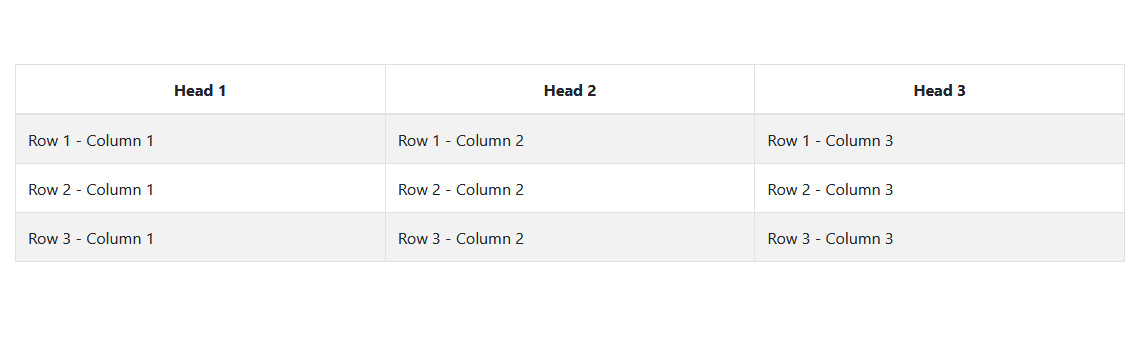 Head 1 Head 2 Head 3
Row 1 - Column 1 Row 1 - Column 2 Row 1 - Column 3
Row 2 - Column 1 Row 2 - Column 2 Row 2 - Column 3
Row 3 - Column 1 Row 3 - Column 2 Row 3 - Column 3